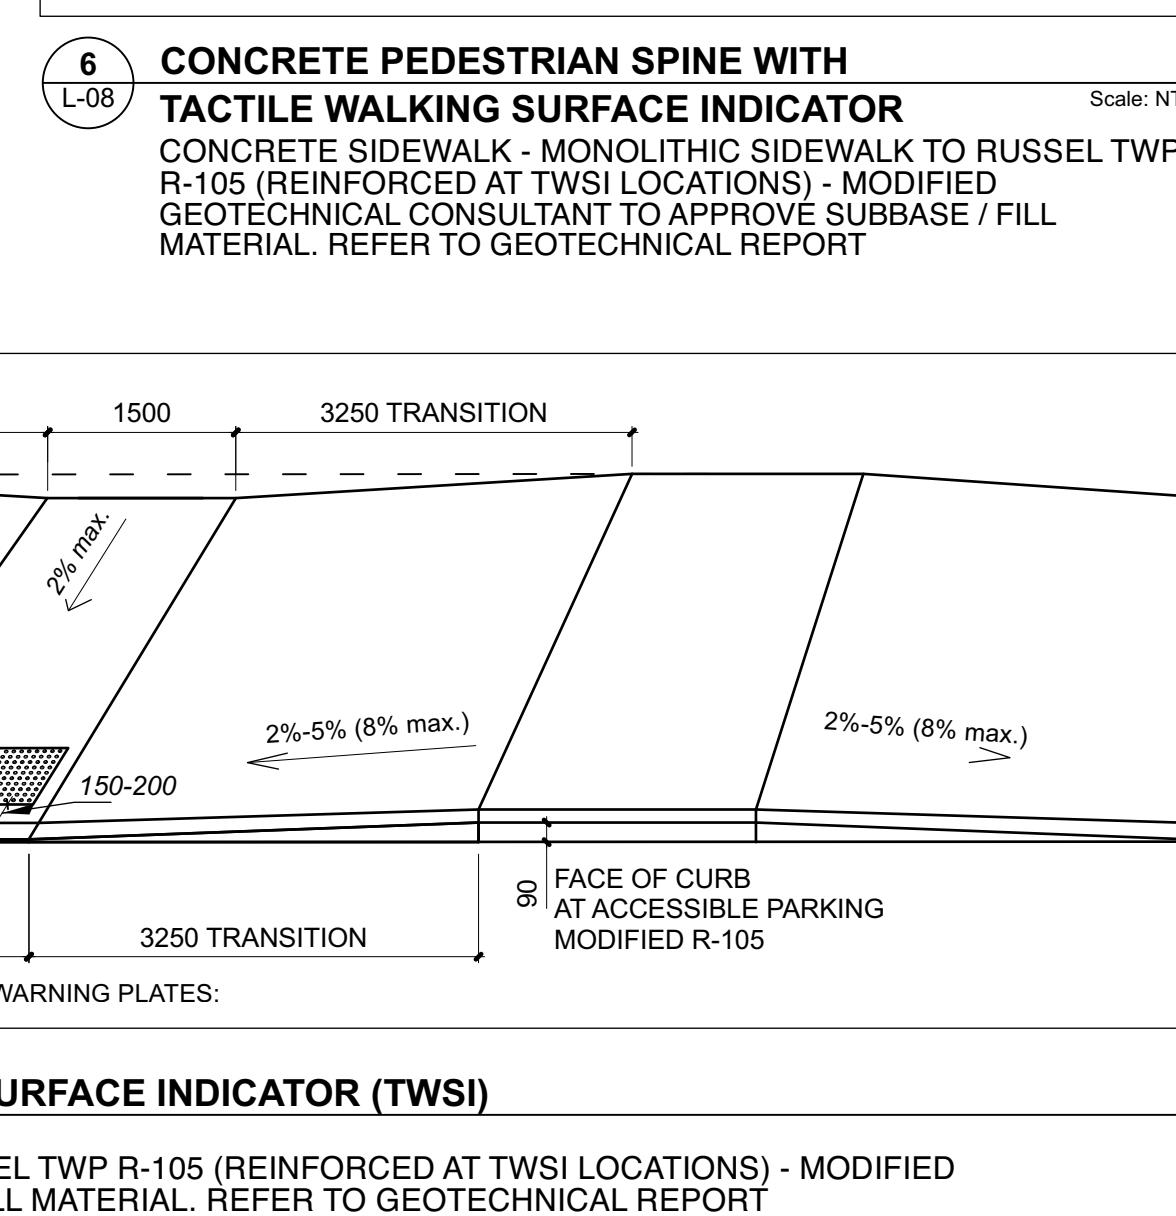 6
L-08
CONCRETE PEDESTRIAN SPINE WITH
TACTILE WALKING SURFACE INDICATOR
Scale: NT
CONCRETE SIDEWALK - MONOLITHIC SIDEWALK TO RUSSEL TWP
R-105 (REINFORCED AT TWSI LOCATIONS) - MODIFIED
GEOTECHNICAL CONSULTANT TO APPROVE SUBBASE / FILL
MATERIAL. REFER TO GEOTECHNICAL REPORT
1500
3250 TRANSITION
2% max.
2%-5% (8% max.)
2%-5% (8% max.)
150-200
90
FACE OF CURB
AT ACCESSIBLE PARKING
MODIFIED R-105
3250 TRANSITION
WARNING PLATES:
URFACE INDICATOR (TWSI)
EL TWP R-105 (REINFORCED AT TWSI LOCATIONS) - MODIFIED
LL MATERIAL. REFER TO GEOTECHNICAL REPORT